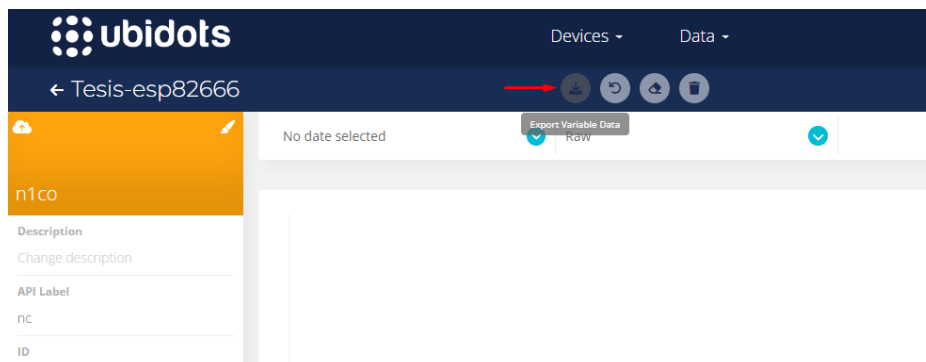 ubidots
Devices
Data
Tesis-esp82666
Export Variable Data
No date selected
Raw
n1co
Description
Change description
API Label
nc
ID